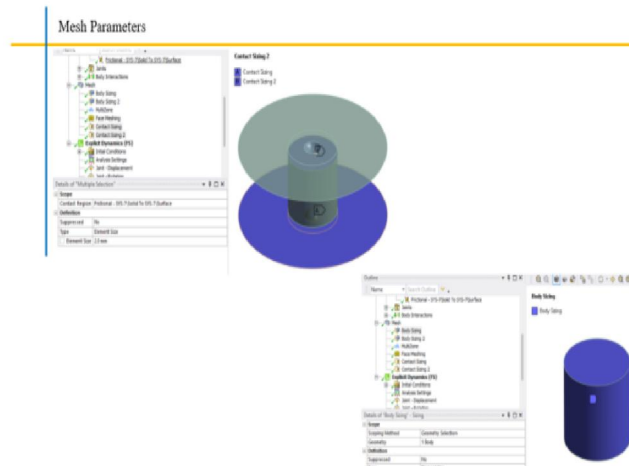 Mesh Parameters
Frictional - SYS-7\Solid To SYS-7\Surface
Joints
Body Interactions
Mesh
Body Sizing
Body Sizing 2
MultiZone
Face Meshing
Contact Sizing
Contact Sizing 2
Explicit Dynamics (F5)
Initial Conditions
Analysis Settings
Joint - Displacement
Details of "Multiple Selection"
Scope
Contact Region
Frictional - SYS-7\Solid To SYS-7\Surface
Definition
Suppressed No
Type Element Size
Element Size
Contact Sizing 2
Contact Sizing
Contact Sizing 2
Outline
Name Search Outline
Frictional - SYS-7\Solid To SYS-7\Surface
Joints
Body Interactions
Mesh
Body Sizing
Body Sizing 2
MultiZone
Face Meshing
Contact Sizing
Contact Sizing 2
Explicit Dynamics (F5)
Initial Conditions
Analysis Settings
Joint - Displacement
Details of "Body Sizing" - Sizing
Scope
Scoping Method Geometry Selection
Geometry 1 Body
Definition
Suppressed No
Body Sizing
Body Sizing